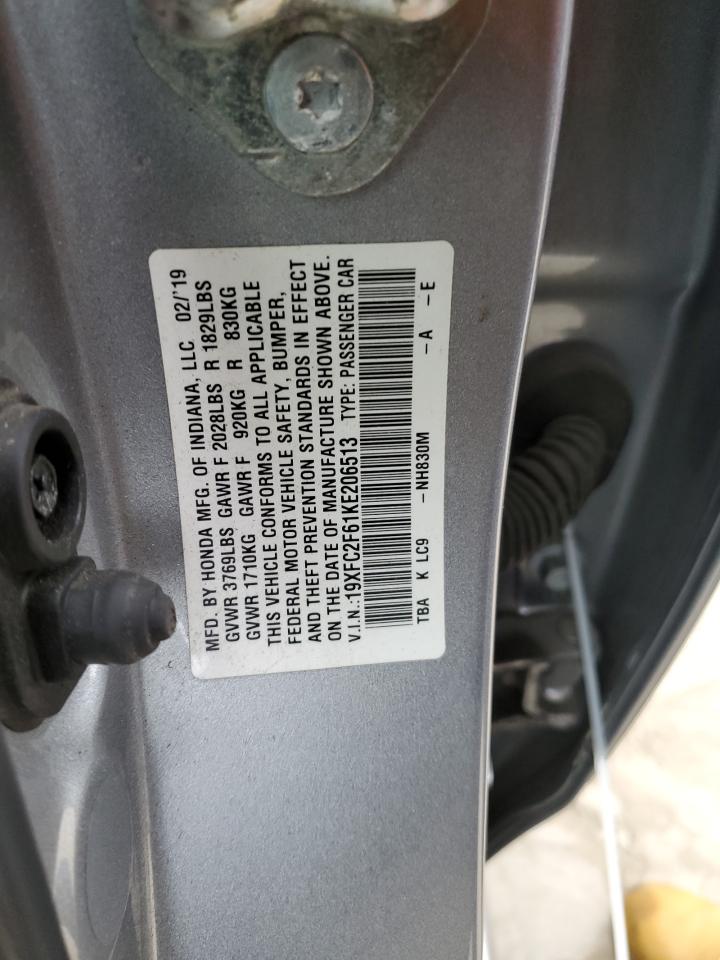 MFD. BY HONDA MFG. OF INDIANA, LLC 02/'19
GVWR 3769LBS GAWR F 2028LBS R 1829LBS
GVWR 1710KG GAWR F 920KG R 830KG
THIS VEHICLE CONFORMS TO ALL APPLICABLE
FEDERAL MOTOR VEHICLE SAFETY, BUMPER,
AND THEFT PREVENTION STANDARDS IN EFFECT
ON THE DATE OF MANUFACTURE SHOWN ABOVE.
V.I.N.:19XFC2F61KE206513 TYPE: PASSENGER CAR
TBA K LC9 -NH830M -A -E